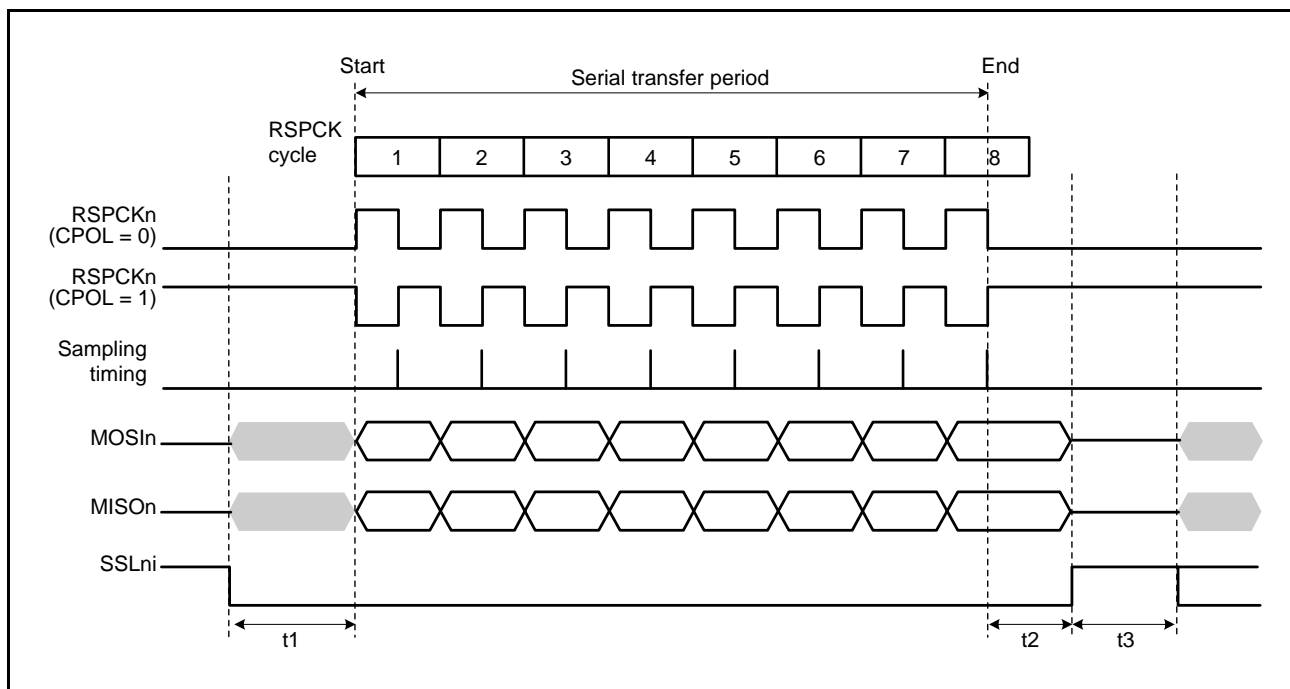 Start
Serial transfer period
End
RSPCK
cycle
1 2 3 4 5 6 7 8
RSPCKn
(CPOL = 0)
RSPCKn
(CPOL = 1)
Sampling
timing
MOSIn
MISOn
SSLni
t1
t2
t3